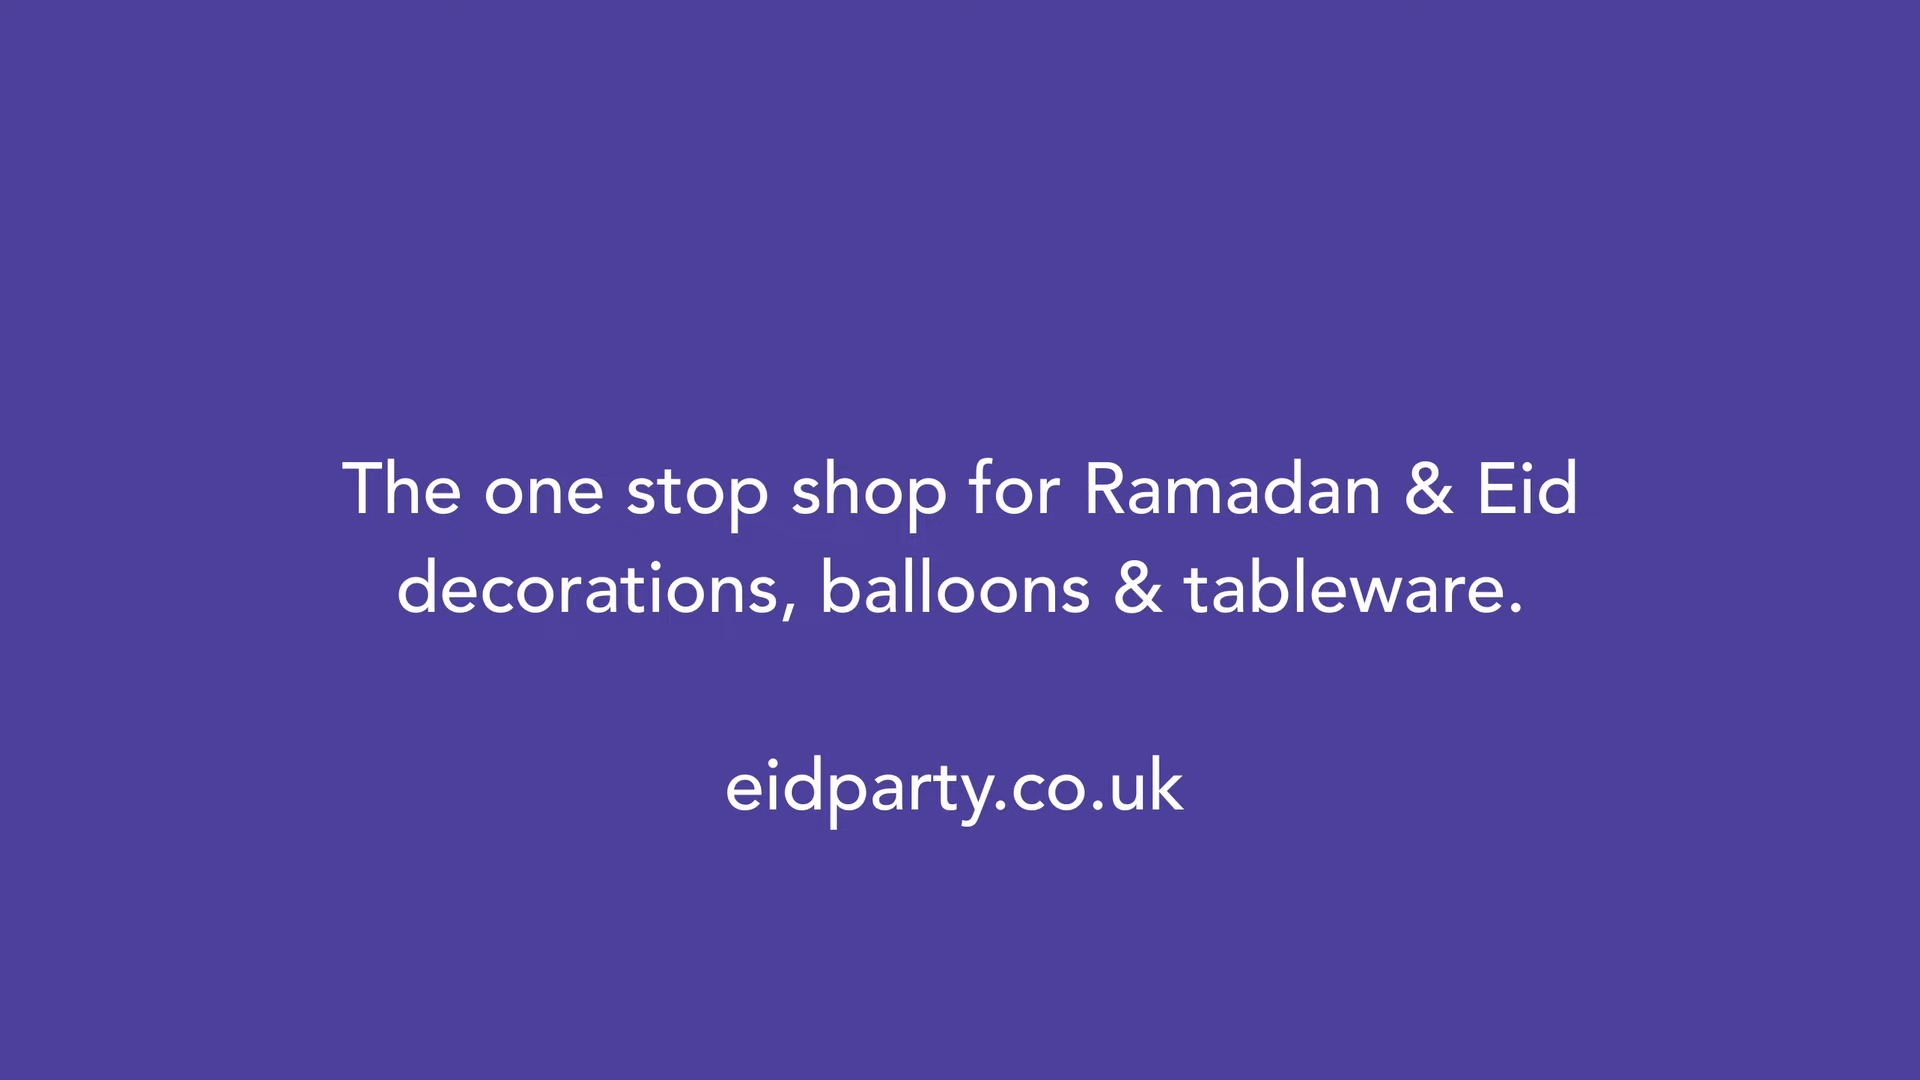 The one stop shop for Ramadan & Eid
decorations, balloons & tableware.
eidparty.co.uk